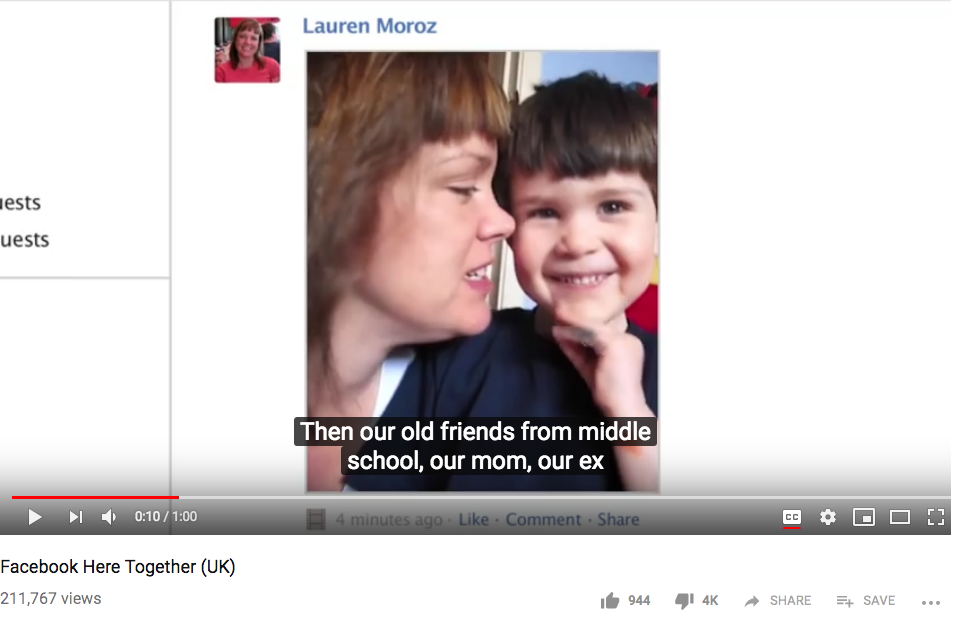 Lauren Moroz
uests
uests
Then our old friends from middle
school, our mom, our ex
0:10 / 1:00
CC
4 minutes ago · Like · Comment · Share
Facebook Here Together (UK)
211,767 views
944
4K
SHARE
SAVE